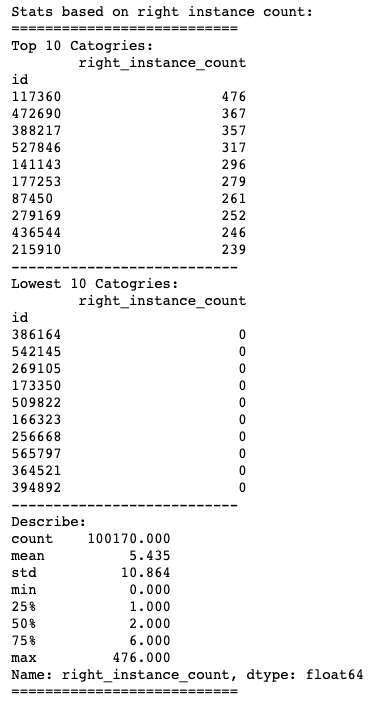 Stats based on right instance count:
===========================
Top 10 Catogries:
        right_instance_count
id
117360                   476
472690                   367
388217                   357
527846                   317
141143                   296
177253                   279
87450                    261
279169                   252
436544                   246
215910                   239
---------------------------
Lowest 10 Catogries:
        right_instance_count
id
386164                     0
542145                     0
269105                     0
173350                     0
509822                     0
166323                     0
256668                     0
565797                     0
364521                     0
394892                     0
---------------------------
Describe:
count    100170.000
mean          5.435
std          10.864
min           0.000
25%           1.000
50%           2.000
75%           6.000
max         476.000
Name: right_instance_count, dtype: float64
===========================